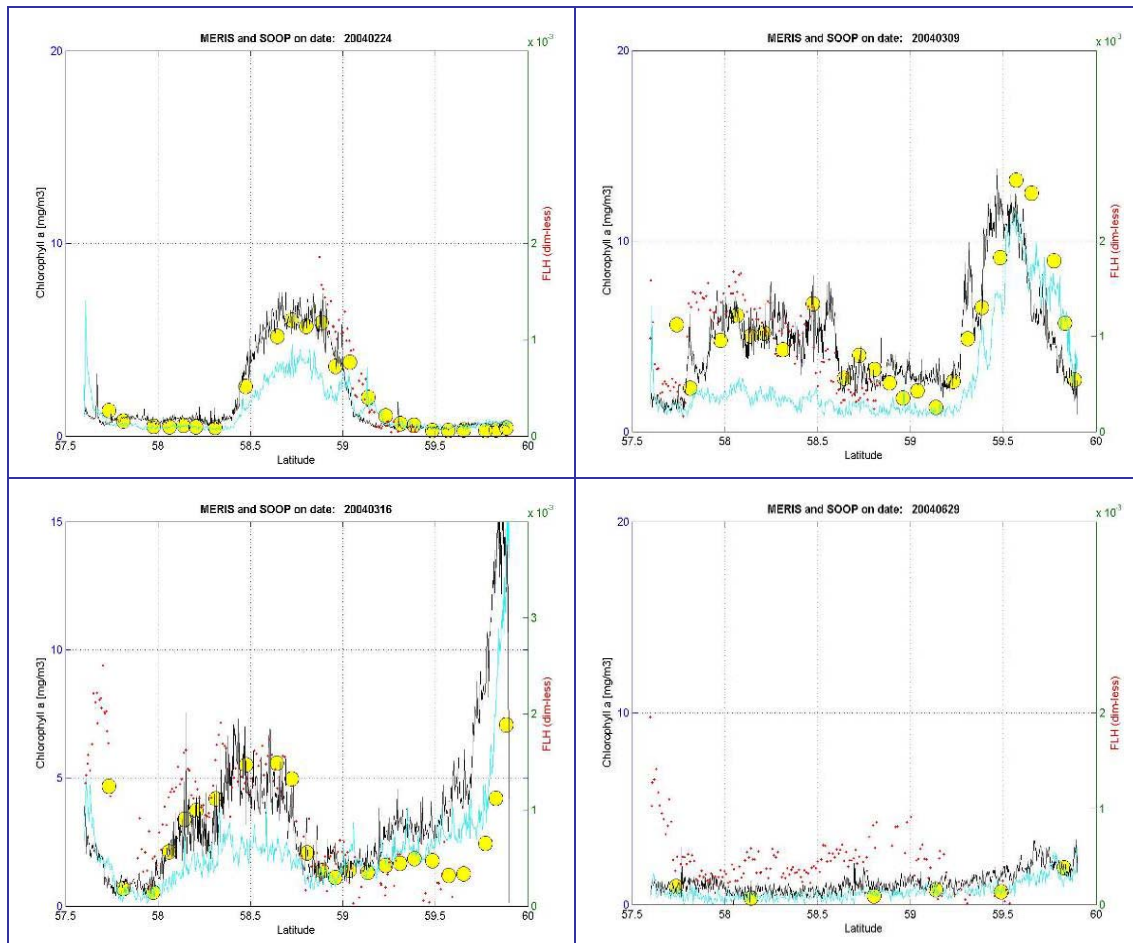 MERIS and SOOP on date: 20040224
x 10⁻³
20
10
0
Chlorophyll a [mg/m3]
2
1
0
FLH (dim-less)
57.5 58 58.5 59 59.5 60
Latitude
MERIS and SOOP on date: 20040309
x 10⁻³
20
10
0
Chlorophyll a [mg/m3]
2
1
0
FLH (dim-less)
57.5 58 58.5 59 59.5 60
Latitude
MERIS and SOOP on date: 20040316
x 10⁻³
15
10
5
0
Chlorophyll a [mg/m3]
3
2
1
0
FLH (dim-less)
57.5 58 58.5 59 59.5 60
Latitude
MERIS and SOOP on date: 20040629
x 10⁻³
20
10
0
Chlorophyll a [mg/m3]
2
1
0
FLH (dim-less)
57.5 58 58.5 59 59.5 60
Latitude